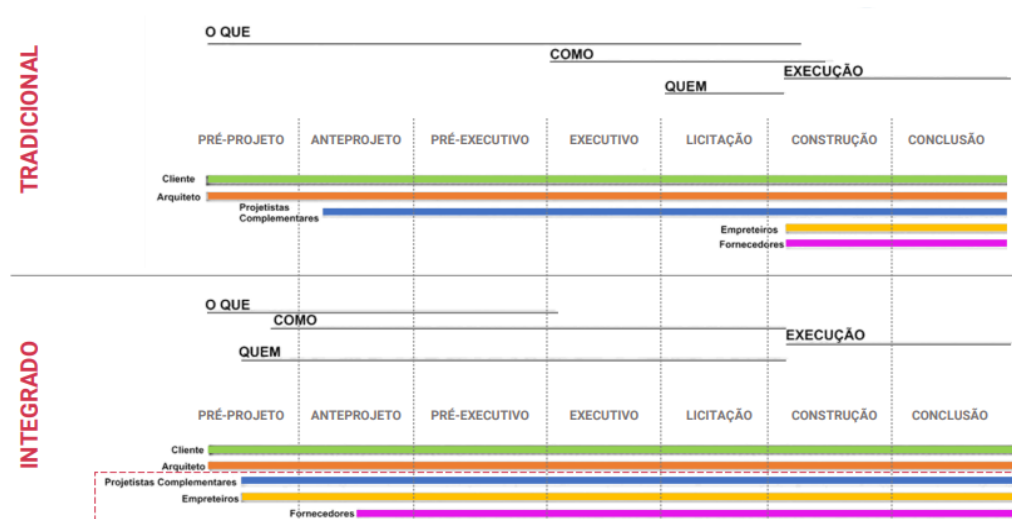 TRADICIONAL
O QUE
COMO
EXECUÇÃO
QUEM
PRÉ-PROJETO ANTEPROJETO PRÉ-EXECUTIVO EXECUTIVO LICITAÇÃO CONSTRUÇÃO CONCLUSÃO
Cliente
Arquiteto
Projetistas
Complementares
Empreteiros
Fornecedores
INTEGRADO
O QUE
COMO
EXECUÇÃO
QUEM
PRÉ-PROJETO ANTEPROJETO PRÉ-EXECUTIVO EXECUTIVO LICITAÇÃO CONSTRUÇÃO CONCLUSÃO
Cliente
Arquiteto
Projetistas Complementares
Empreteiros
Fornecedores